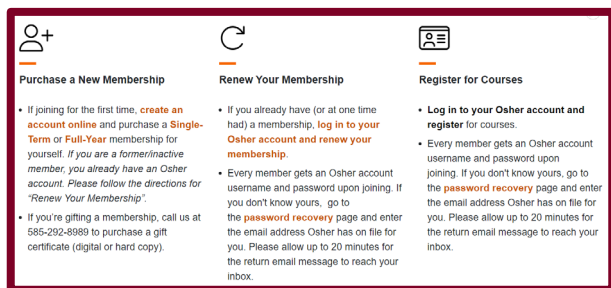 Purchase a New Membership
• If joining for the first time, create an
account online and purchase a Single-
Term or Full-Year membership for
yourself. If you are a former/inactive
member, you already have an Osher
account. Please follow the directions for
“Renew Your Membership”.
• If you're gifting a membership, call us at
585-292-8989 to purchase a gift
certificate (digital or hard copy).
Renew Your Membership
• If you already have (or at one time
had) a membership, log in to your
Osher account and renew your
membership.
• Every member gets an Osher account
username and password upon joining. If
you don't know yours, go to
the password recovery page and enter
the email address Osher has on file for
you. Please allow up to 20 minutes for
the return email message to reach your
inbox.
Register for Courses
• Log in to your Osher account and
register for courses.
• Every member gets an Osher account
username and password upon
joining. If you don't know yours, go to
the password recovery page and enter
the email address Osher has on file for
you. Please allow up to 20 minutes for
the return email message to reach your
inbox.